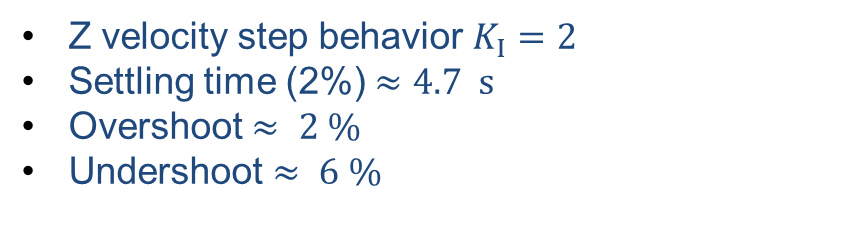 • Z velocity step behavior K_I = 2
• Settling time (2%) ≈ 4.7 s
• Overshoot ≈ 2 %
• Undershoot ≈ 6 %